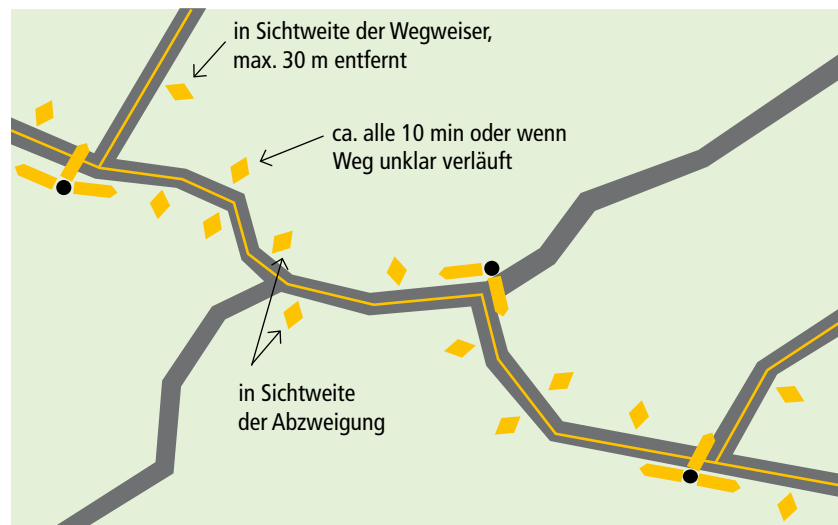 in Sichtweite der Wegweiser,
max. 30 m entfernt
ca. alle 10 min oder wenn
Weg unklar verläuft
in Sichtweite
der Abzweigung